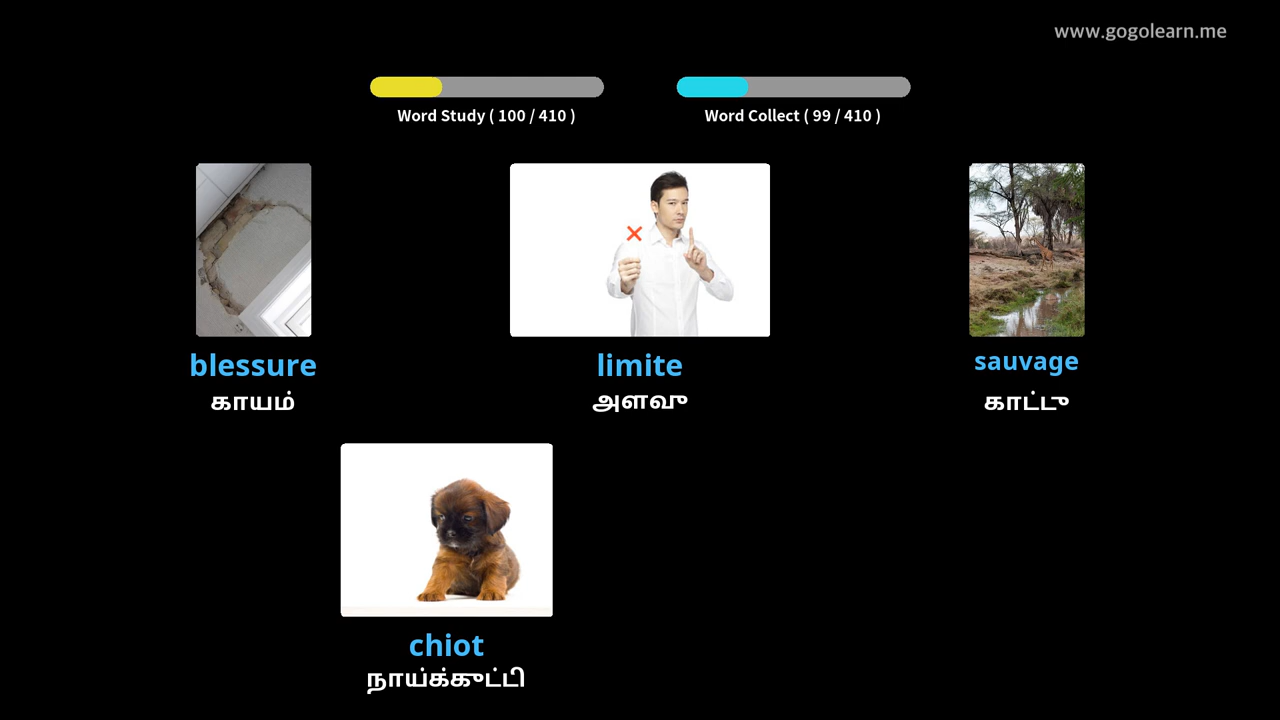 www.gogolearn.me
Word Study ( 100 / 410 )
Word Collect ( 99 / 410 )
blessure
காயம்
limite
அளவு
sauvage
காட்டு
chiot
நாய்க்குட்டி